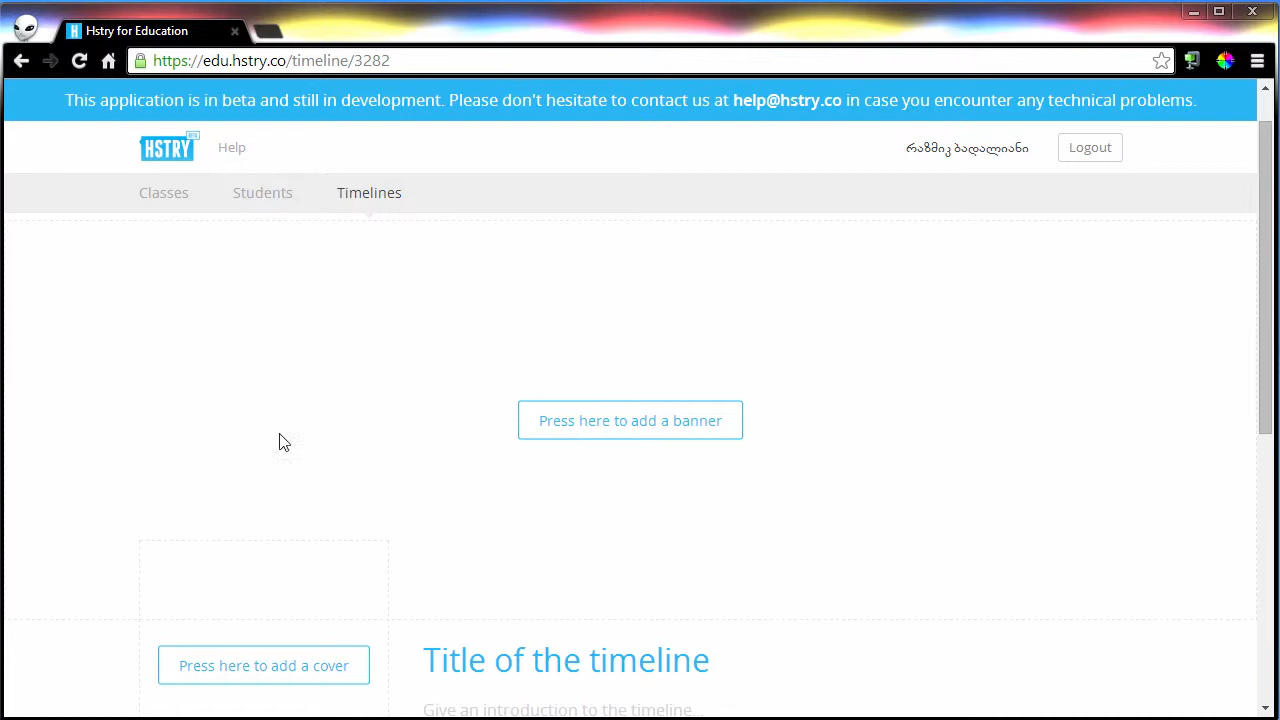 Hstry for Education
https://edu.hstry.co/timeline/3282
This application is in beta and still in development. Please don't hesitate to contact us at help@hstry.co in case you encounter any technical problems.
HSTRY BETA Help რაზმიკ ბადალიანი Logout
Classes Students Timelines
Press here to add a banner
Press here to add a cover
Title of the timeline
Give an introduction to the timeline...